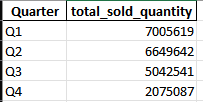 Quarter total_sold_quantity
Q1 7005619
Q2 6649642
Q3 5042541
Q4 2075087